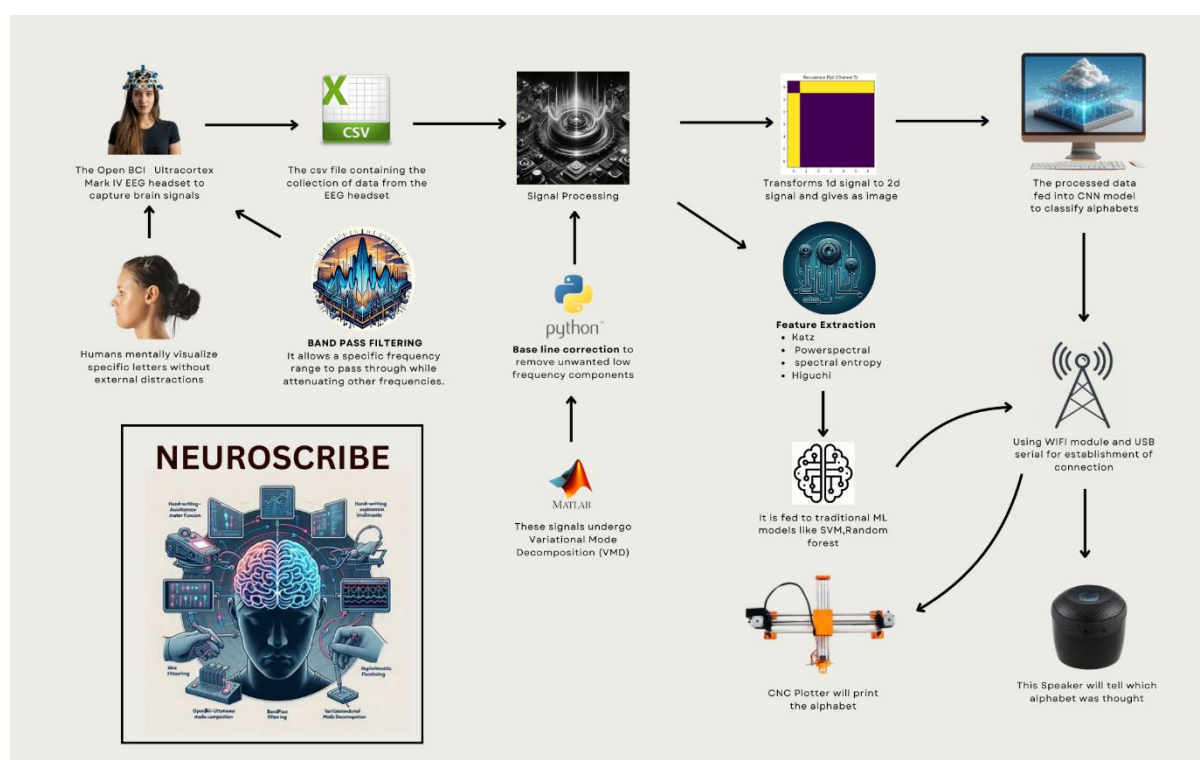 The Open BCI Ultracortex
Mark IV EEG headset to
capture brain signals
X
CSV
The csv file containing the
collection of data from the
EEG headset
Signal Processing
Recurrence Plot (Channel 5)
Transforms 1d signal to 2d
signal and gives as image
The processed data
fed into CNN model
to classify alphabets
Humans mentally visualize
specific letters without
external distractions
BAND PASS FILTERING
It allows a specific frequency
range to pass through while
attenuating other frequencies.
python™
Base line correction to
remove unwanted low
frequency components
MATLAB
These signals undergo
Variational Mode
Decomposition (VMD)
Feature Extraction
• Katz
• Powerspectral
• spectral entropy
• Higuchi
It is fed to traditional ML
models like SVM,Random
forest
Using WIFI module and USB
serial for establishment of
connection
CNC Plotter will print
the alphabet
This Speaker will tell which
alphabet was thought
NEUROSCRIBE